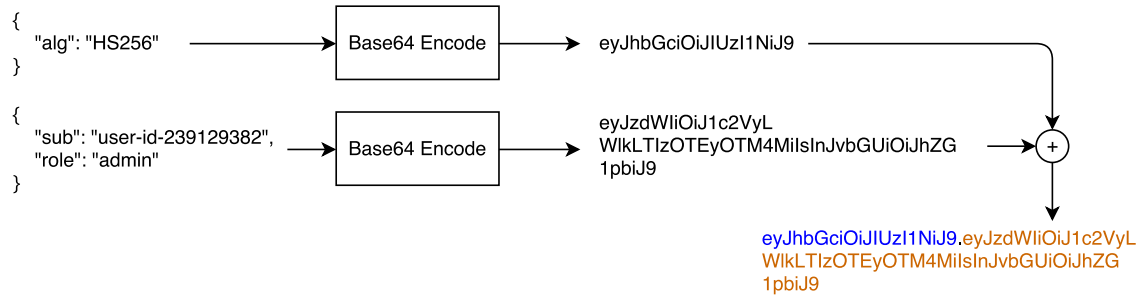 {
"alg": "HS256"
}
Base64 Encode
eyJhbGciOiJIUzI1NiJ9
{
"sub": "user-id-239129382",
"role": "admin"
}
Base64 Encode
eyJzdWIiOiJ1c2VyL
WlkLTIzOTEyOTM4MiIsInJvbGUiOiJhZG
1pbiJ9
+
eyJhbGciOiJIUzI1NiJ9.eyJzdWIiOiJ1c2VyL
WlkLTIzOTEyOTM4MiIsInJvbGUiOiJhZG
1pbiJ9